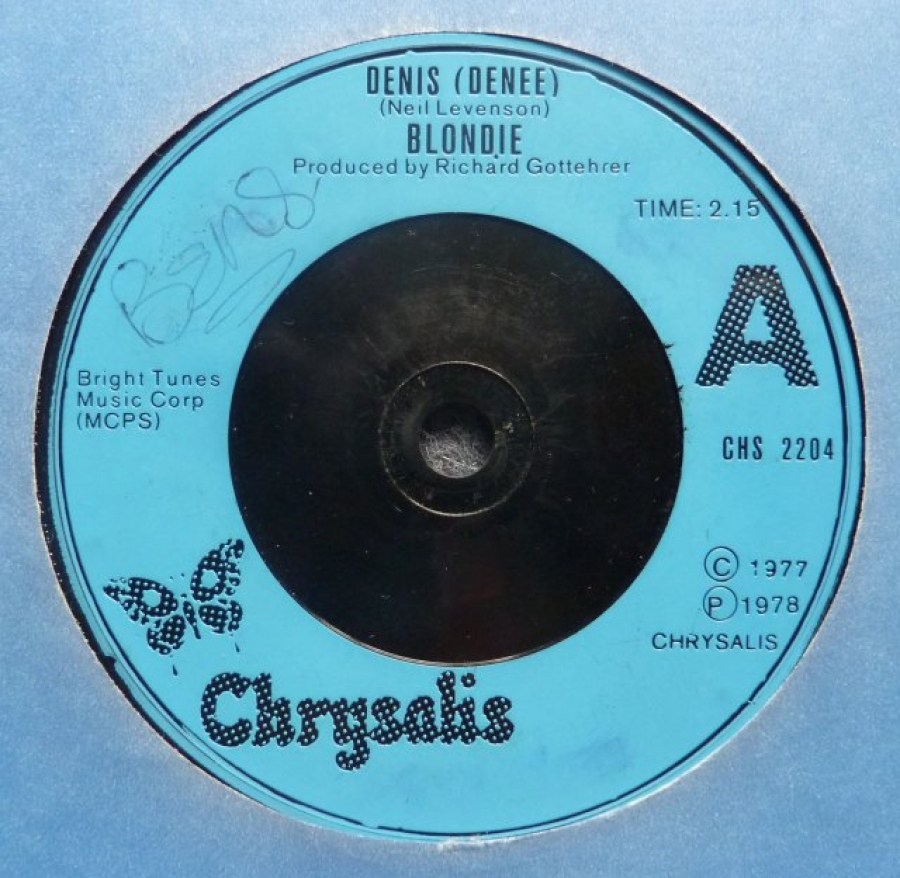 DENIS (DENEE)
(Neil Levenson)
BLONDIE
Produced by Richard Gottehrer
TIME: 2.15
A
Bright Tunes
Music Corp
(MCPS)
CHS 2204
Ⓒ 1977
Ⓟ 1978
CHRYSALIS
Chrysalis